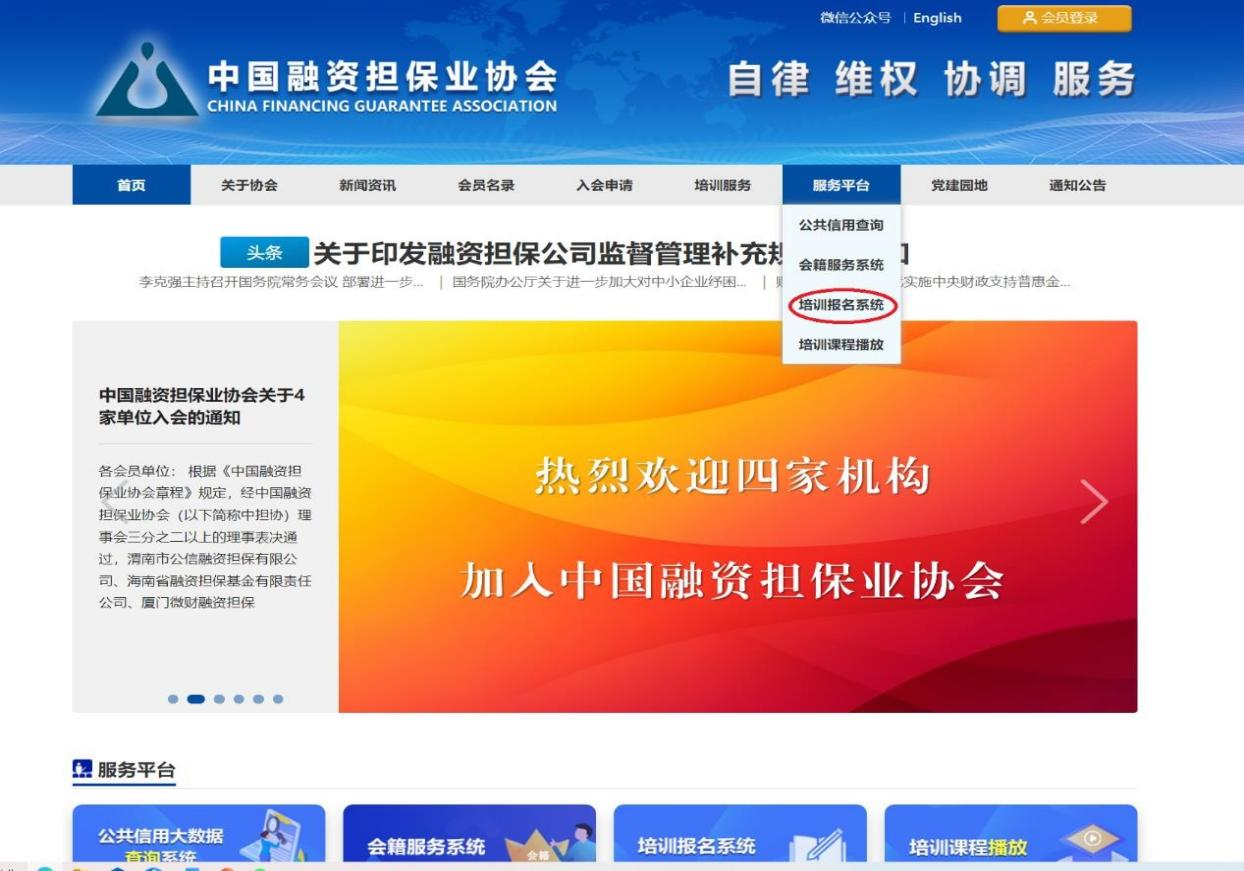 微信公众号 | English 会员登录
中国融资担保业协会 自律 维权 协调 服务
CHINA FINANCING GUARANTEE ASSOCIATION
首页 关于协会 新闻资讯 会员名录 入会申请 培训服务 服务平台 党建园地 通知公告
公共信用查询
会籍服务系统
培训报名系统
培训课程播放
头条 关于印发融资担保公司监督管理补充
李克强主持召开国务院常务会议 部署进一步... | 国务院办公厅关于进一步加大对中小企业纾困... | 实施中央财政支持普惠金...
中国融资担保业协会关于4
家单位入会的通知
各会员单位： 根据《中国融资担
保业协会章程》规定，经中国融资
担保业协会（以下简称中担协）理
事会三分之二以上的理事表决通
过，渭南市公信融资担保有限公
司、海南省融资担保基金有限责任
公司、厦门微财融资担保
热烈欢迎四家机构
加入中国融资担保业协会
服务平台
公共信用大数据
查询系统
会籍服务系统
会籍
培训报名系统
培训课程播放